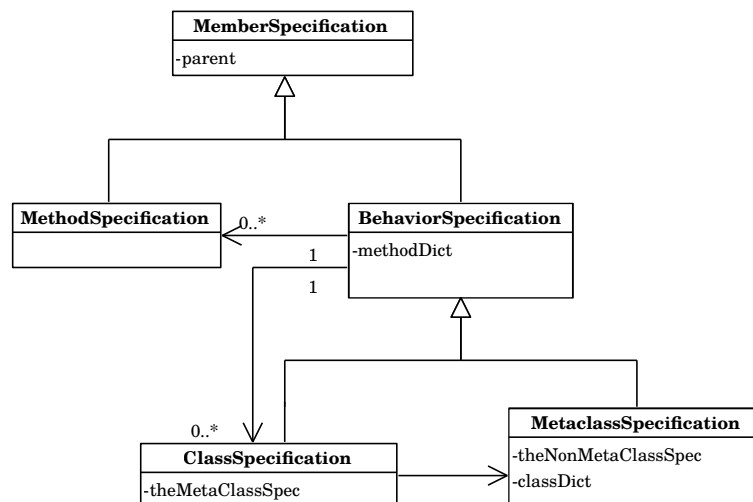 MemberSpecification
-parent
MethodSpecification
BehaviorSpecification
-methodDict
0..*
1
1
0..*
ClassSpecification
-theMetaClassSpec
MetaclassSpecification
-theNonMetaClassSpec
-classDict